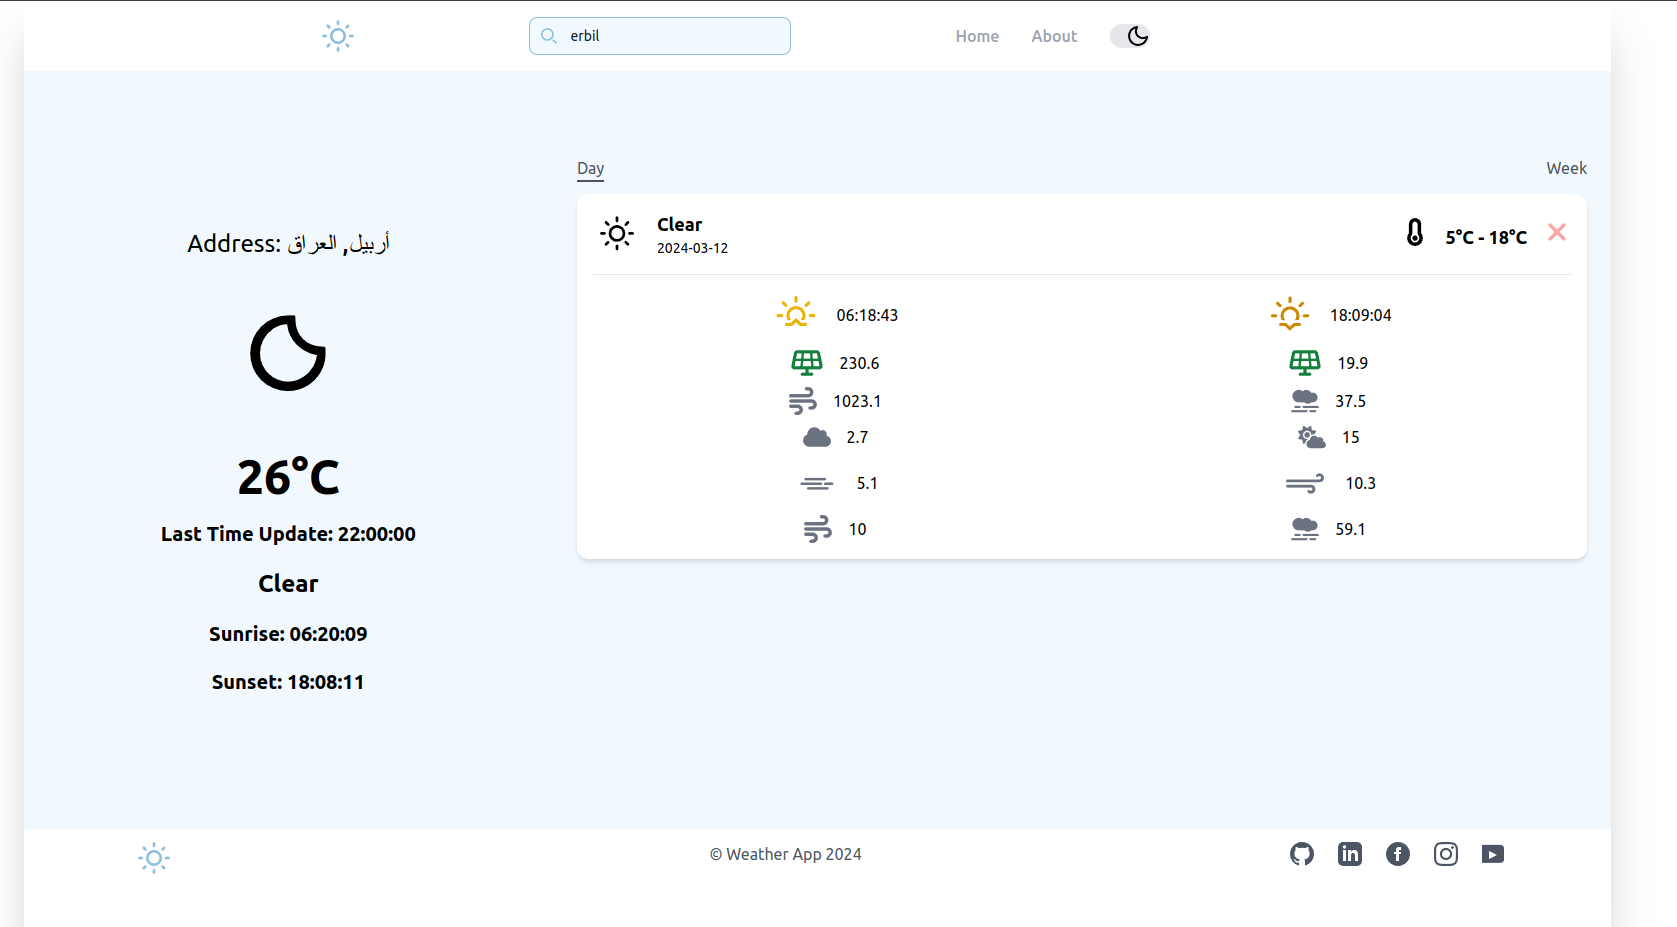 erbil
Home
About
Address: أربيل, العراق
26°C
Last Time Update: 22:00:00
Clear
Sunrise: 06:20:09
Sunset: 18:08:11
Day
Week
Clear
2024-03-12
5°C - 18°C
06:18:43
18:09:04
230.6
19.9
1023.1
37.5
2.7
15
5.1
10.3
10
59.1
© Weather App 2024